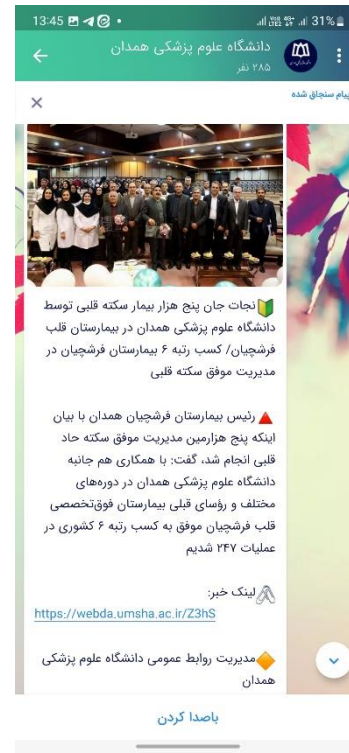 13:45
31%
دانشگاه علوم پزشکی همدان
۲۸۵ نفر
پیام سنجاق شده
نجات جان پنج هزار بیمار سکته قلبی توسط
دانشگاه علوم پزشکی همدان در بیمارستان قلب
فرشچیان/ کسب رتبه ۶ بیمارستان فرشچیان در
مدیریت موفق سکته قلبی
رئیس بیمارستان فرشچیان همدان با بیان
اینکه پنج هزارمین مدیریت موفق سکته حاد
قلبی انجام شد، گفت: با همکاری هم جانبه
دانشگاه علوم پزشکی همدان در دوره‌های
مختلف و رؤسای قبلی بیمارستان فوق‌تخصصی
قلب فرشچیان موفق به کسب رتبه ۶ کشوری در
عملیات ۲۴۷ شدیم
لینک خبر:
https://webda.umsha.ac.ir/Z3hS
مدیریت روابط عمومی دانشگاه علوم پزشکی
همدان
باصدا کردن